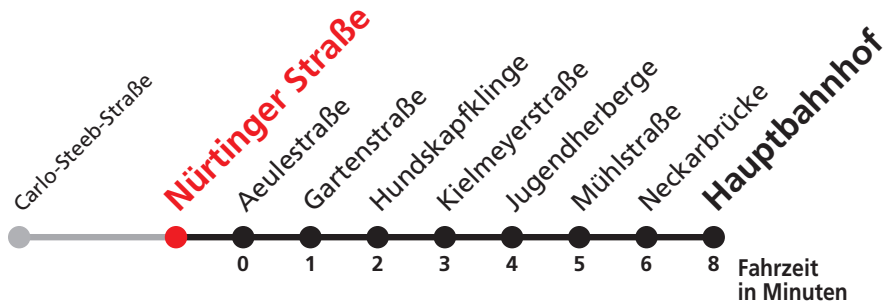 Carlo-Steeb-Straße
Nürtinger Straße
Aeulestraße
Gartenstraße
Hundskapfklinge
Kielmeyerstraße
Jugendherberge
Mühlstraße
Neckarbrücke
Hauptbahnhof
0 1 2 3 4 5 6 8
Fahrzeit
in Minuten